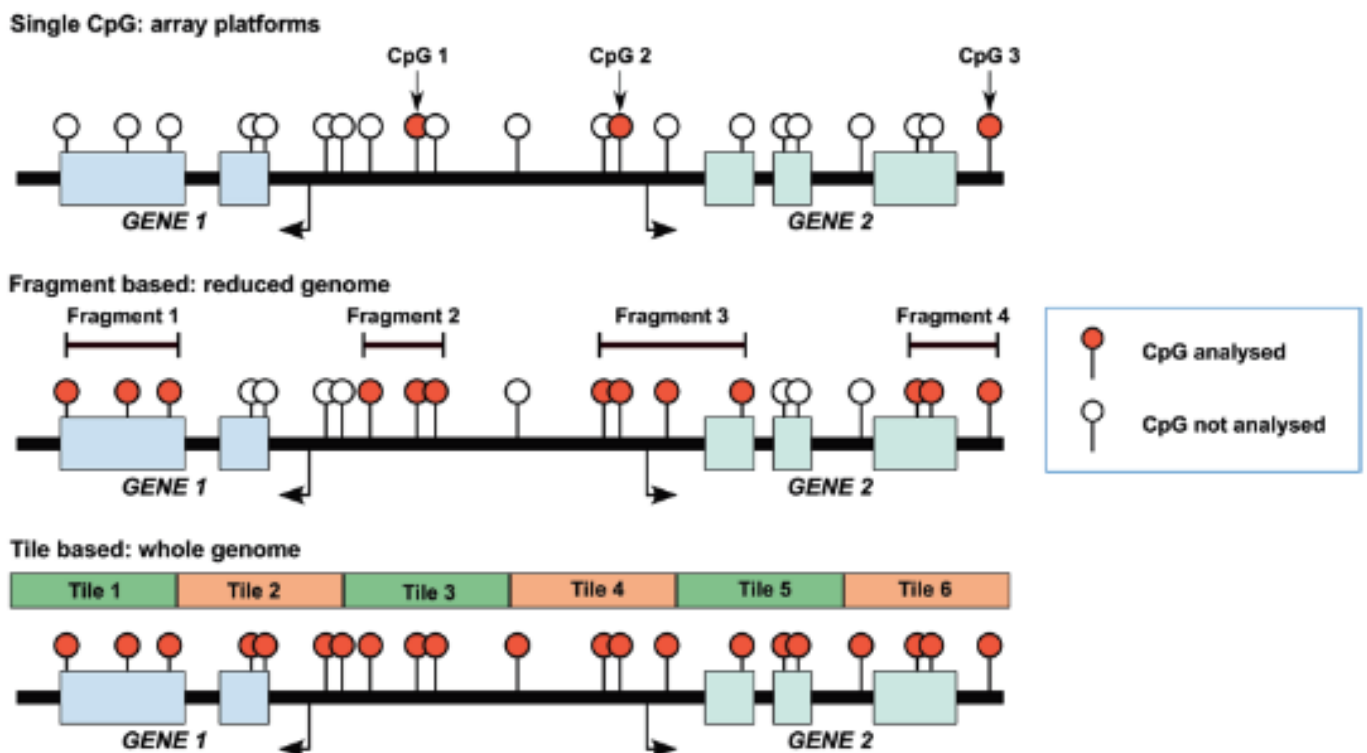 Single CpG: array platforms
CpG 1 CpG 2 CpG 3
GENE 1 GENE 2
Fragment based: reduced genome
Fragment 1 Fragment 2 Fragment 3 Fragment 4
CpG analysed
CpG not analysed
GENE 1 GENE 2
Tile based: whole genome
Tile 1 Tile 2 Tile 3 Tile 4 Tile 5 Tile 6
GENE 1 GENE 2